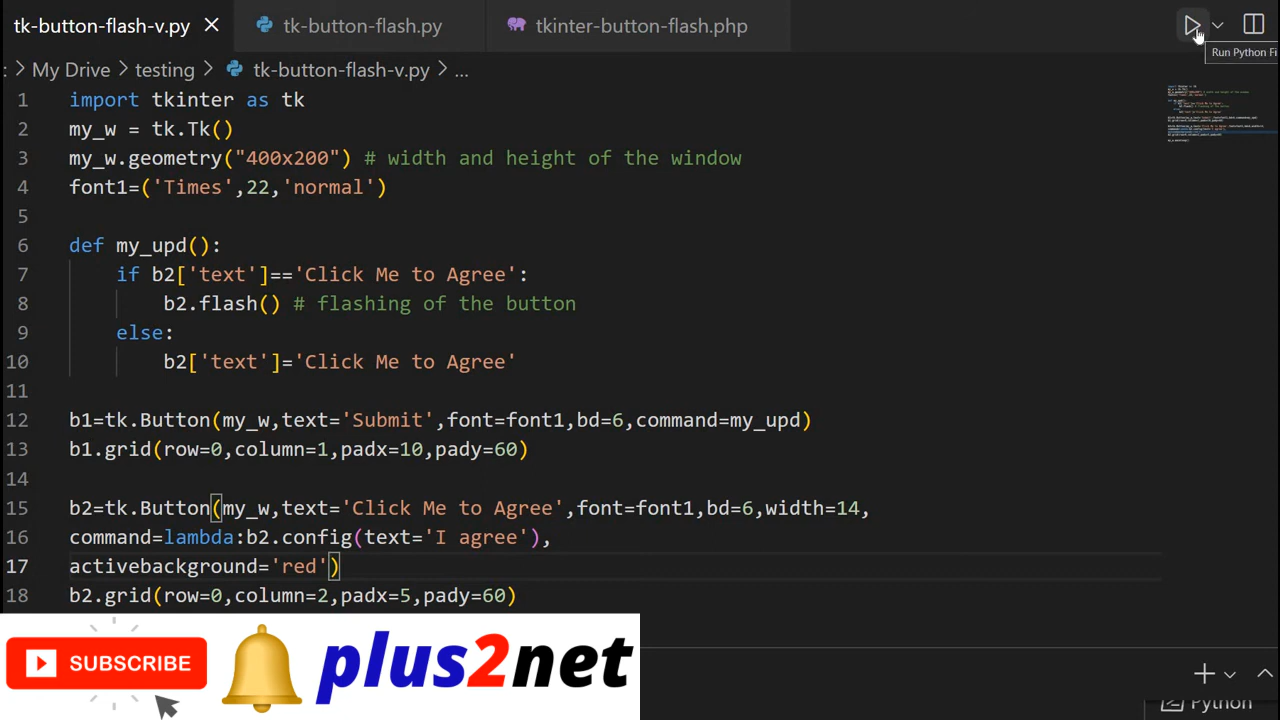 tk-button-flash-v.py
tk-button-flash.py
tkinter-button-flash.php
Run Python Fi
: > My Drive > testing > tk-button-flash-v.py > ...
1 import tkinter as tk
2 my_w = tk.Tk()
3 my_w.geometry("400x200") # width and height of the window
4 font1=('Times',22,'normal')
5
6 def my_upd():
7 if b2['text']=='Click Me to Agree':
8 b2.flash() # flashing of the button
9 else:
10 b2['text']='Click Me to Agree'
11
12 b1=tk.Button(my_w,text='Submit',font=font1,bd=6,command=my_upd)
13 b1.grid(row=0,column=1,padx=10,pady=60)
14
15 b2=tk.Button(my_w,text='Click Me to Agree',font=font1,bd=6,width=14,
16 command=lambda:b2.config(text='I agree'),
17 activebackground='red')
18 b2.grid(row=0,column=2,padx=5,pady=60)
SUBSCRIBE
plus2net
Python